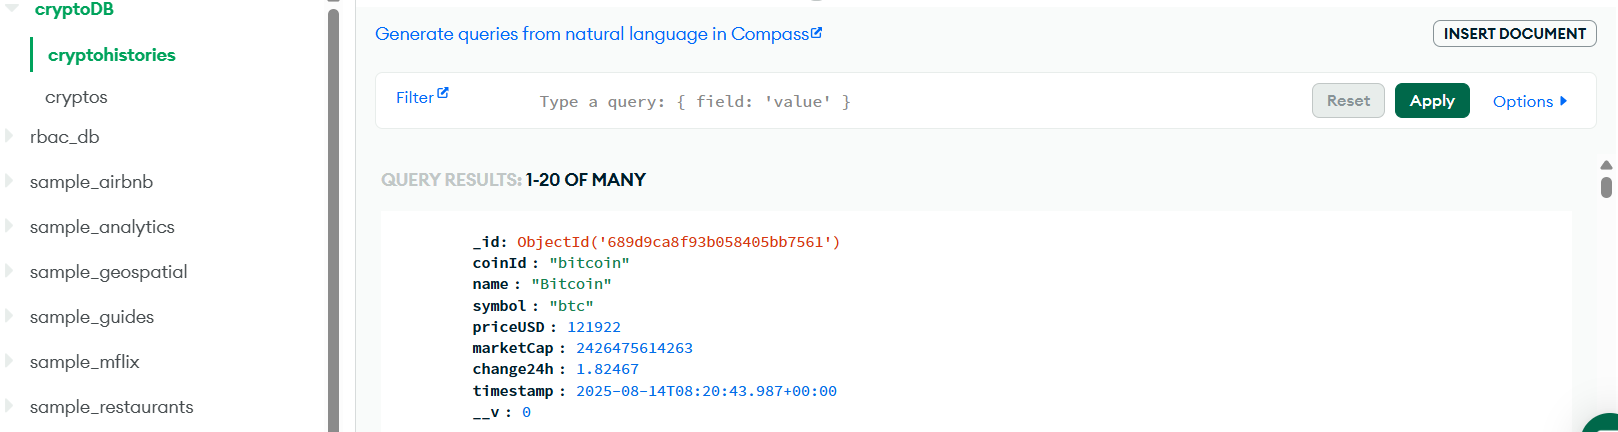 cryptoDB
cryptohistories
cryptos
rbac_db
sample_airbnb
sample_analytics
sample_geospatial
sample_guides
sample_mflix
sample_restaurants
Generate queries from natural language in Compass
INSERT DOCUMENT
Filter
Type a query: { field: 'value' }
Reset
Apply
Options
QUERY RESULTS: 1-20 OF MANY
_id: ObjectId('689d9ca8f93b058405bb7561')
coinId : "bitcoin"
name : "Bitcoin"
symbol : "btc"
priceUSD : 121922
marketCap : 2426475614263
change24h : 1.82467
timestamp : 2025-08-14T08:20:43.987+00:00
__v : 0